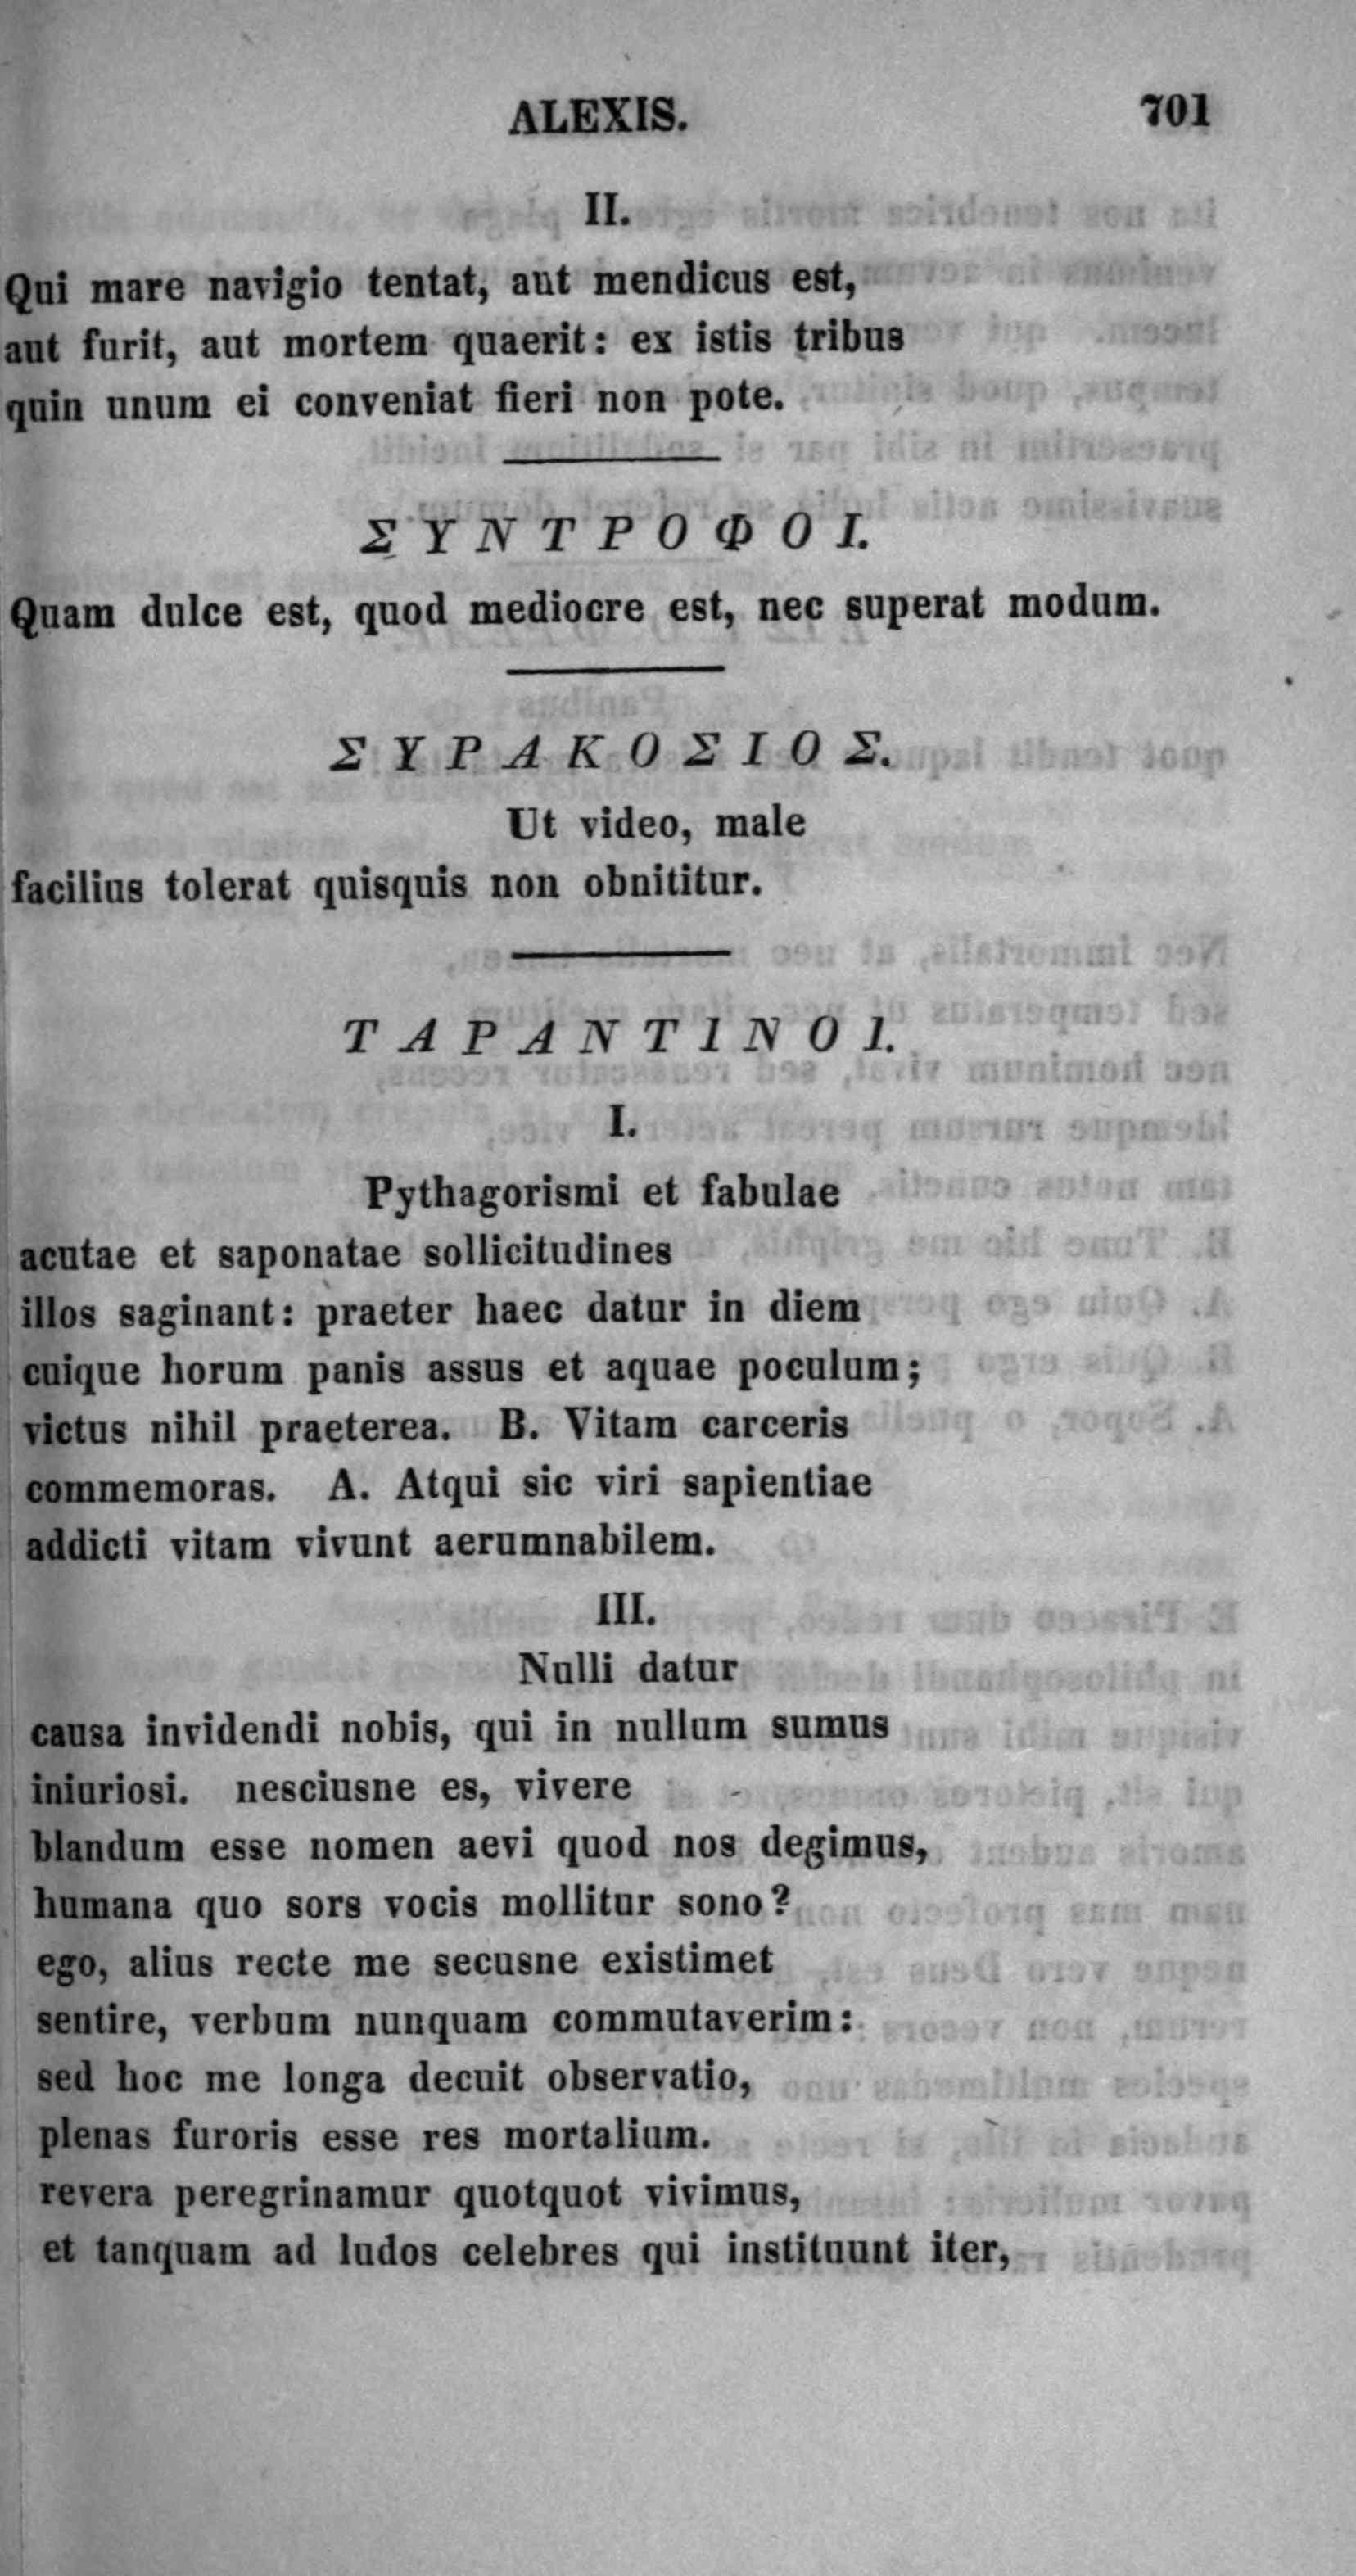 ALEXIS. 701
II.
Qui mare navigio tentat, aut mendicus est,
aut furit, aut mortem quaerit: ex istis tribus
quin unum ei conveniat fieri non pote.
ΣΥΝΤΡΟΦΟΙ.
Quam dulce est, quod mediocre est, nec superat modum.
ΣΥΡΑΚΟΣΙΟΣ.
Ut video, male
facilius tolerat quisquis non obnititur.
ΤΑΡΑΝΤΙΝΟΙ.
I.
Pythagorismi et fabulae
acutae et saponatae sollicitudines
illos saginant: praeter haec datur in diem
cuique horum panis assus et aquae poculum;
victus nihil praeterea. B. Vitam carceris
commemoras. A. Atqui sic viri sapientiae
addicti vitam vivunt aerumnabilem.
III.
Nulli datur
causa invidendi nobis, qui in nullum sumus
iniuriosi. nesciusne es, vivere
blandum esse nomen aevi quod nos degimus,
humana quo sors vocis mollitur sono?
ego, alius recte me secusne existimet
sentire, verbum nunquam commutaverim:
sed hoc me longa decuit observatio,
plenas furoris esse res mortalium.
revera peregrinamur quotquot vivimus,
et tanquam ad ludos celebres qui instituunt iter,